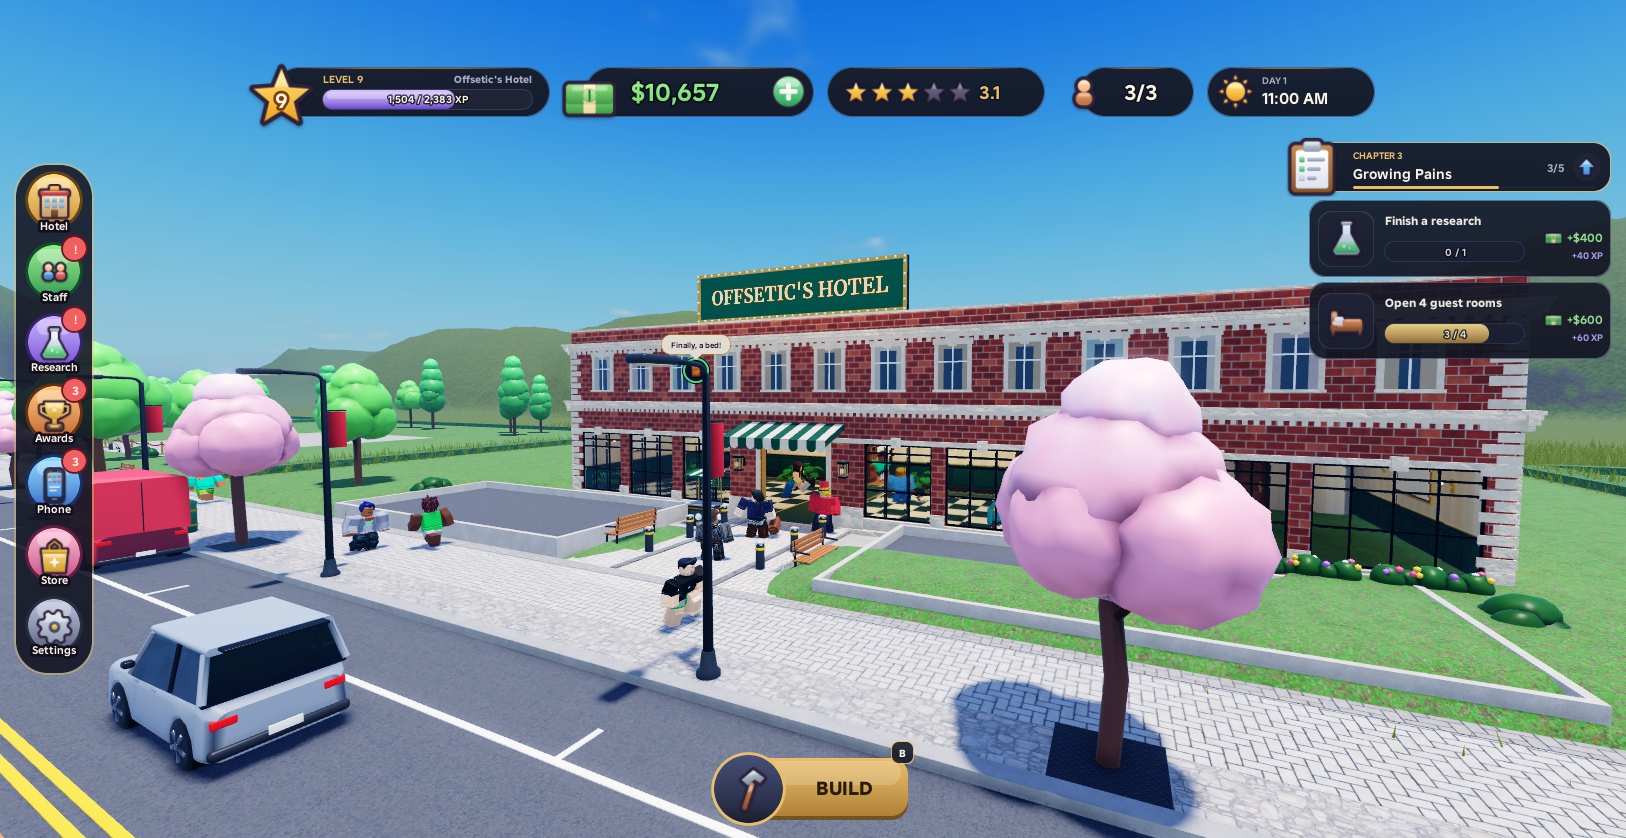 LEVEL 9
Offsetic's Hotel
9
1,504 / 2,383 XP
$10,657
3.1
3/3
DAY 1
11:00 AM
CHAPTER 3
Growing Pains
3/5
Finish a research
0 / 1
+$400
+40 XP
Open 4 guest rooms
3 / 4
+$600
+60 XP
Hotel
!
Staff
!
Research
3
Awards
3
Phone
Store
Settings
OFFSETIC'S HOTEL
Finally, a bed!
B
BUILD